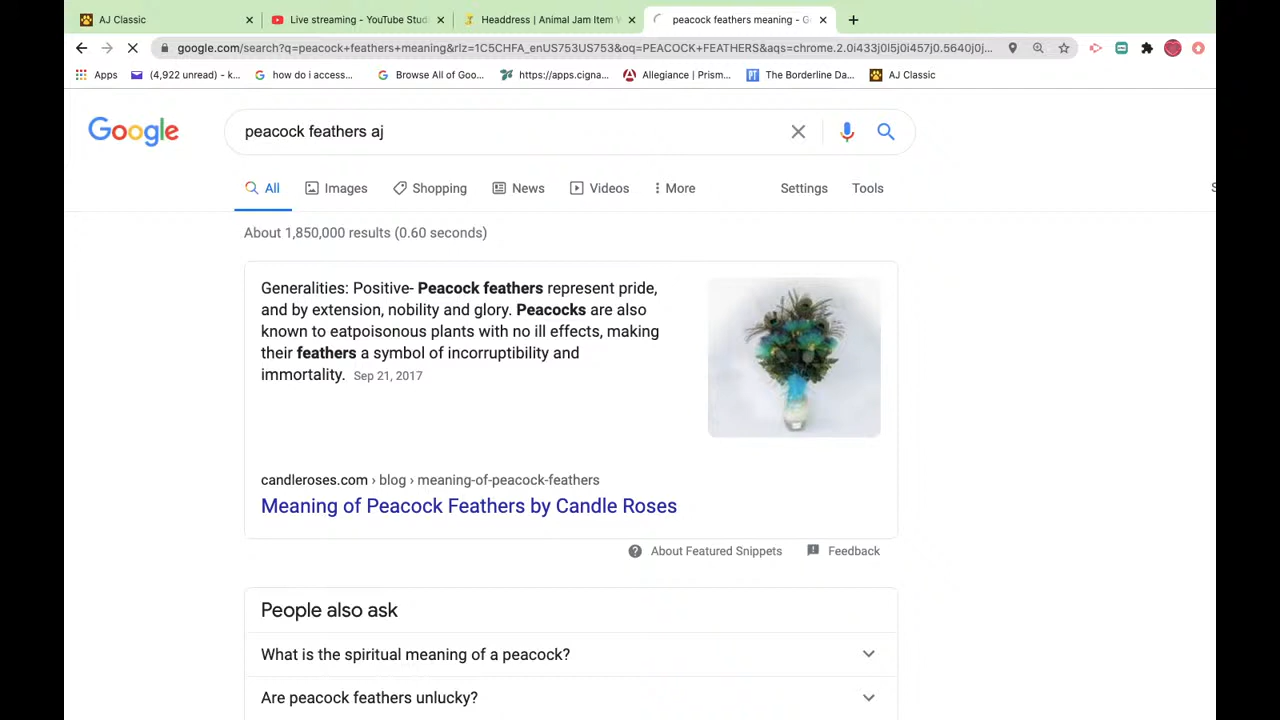 AJ Classic
Live streaming - YouTube Stud
Headdress | Animal Jam Item W
peacock feathers meaning - G
google.com/search?q=peacock+feathers+meaning&rlz=1C5CHFA_enUS753US753&oq=PEACOCK+FEATHERS&aqs=chrome.2.0i433j0l5j0i457j0.5640j0j...
Apps
(4,922 unread) - k...
how do i access...
Browse All of Goo...
https://apps.cigna...
Allegiance | Prism...
The Borderline Da...
AJ Classic
Google
peacock feathers aj
All
Images
Shopping
News
Videos
More
Settings
Tools
S
About 1,850,000 results (0.60 seconds)
Generalities: Positive- Peacock feathers represent pride,
and by extension, nobility and glory. Peacocks are also
known to eatpoisonous plants with no ill effects, making
their feathers a symbol of incorruptibility and
immortality. Sep 21, 2017
candleroses.com › blog › meaning-of-peacock-feathers
Meaning of Peacock Feathers by Candle Roses
About Featured Snippets
Feedback
People also ask
What is the spiritual meaning of a peacock?
Are peacock feathers unlucky?